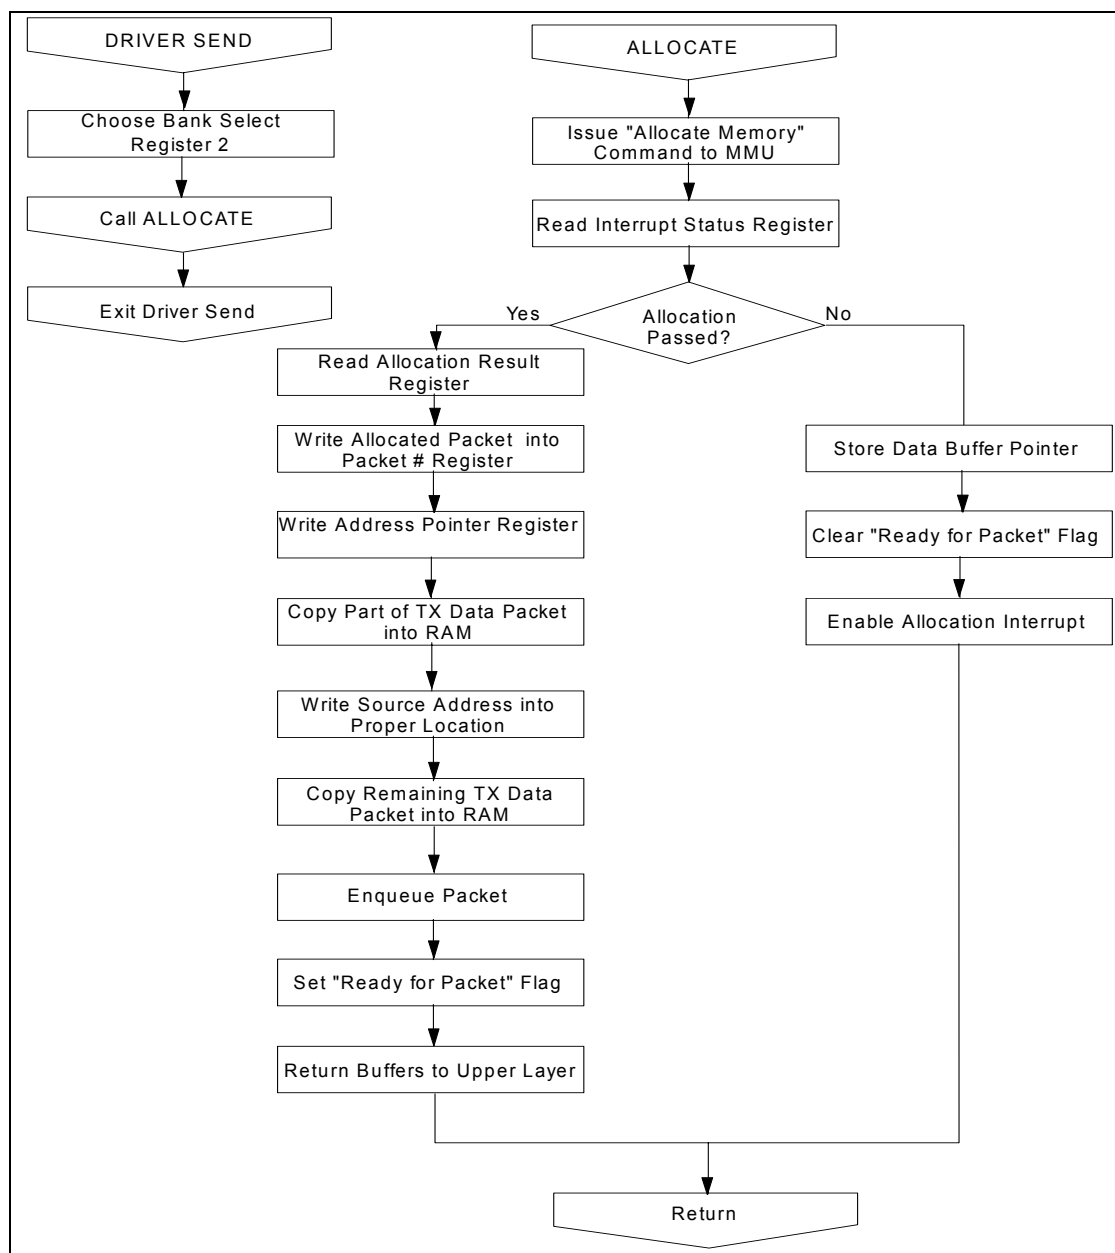 DRIVER SEND
Choose Bank Select
Register 2
Call ALLOCATE
Exit Driver Send
ALLOCATE
Issue "Allocate Memory"
Command to MMU
Read Interrupt Status Register
Allocation
Passed?
Yes
No
Read Allocation Result
Register
Write Allocated Packet into
Packet # Register
Write Address Pointer Register
Copy Part of TX Data Packet
into RAM
Write Source Address into
Proper Location
Copy Remaining TX Data
Packet into RAM
Enqueue Packet
Set "Ready for Packet" Flag
Return Buffers to Upper Layer
Store Data Buffer Pointer
Clear "Ready for Packet" Flag
Enable Allocation Interrupt
Return